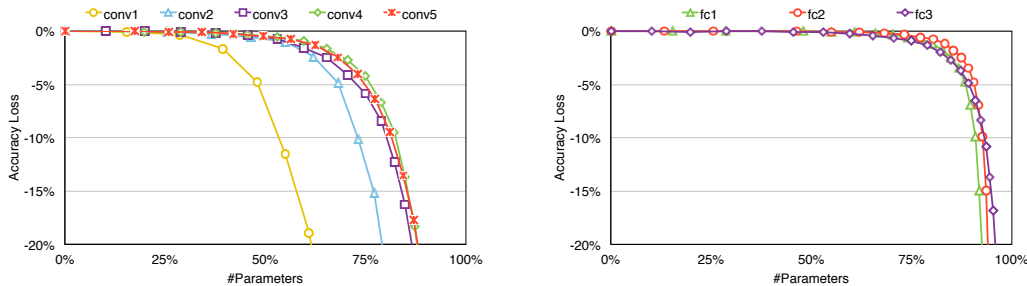 conv1 conv2 conv3 conv4 conv5
0%
-5%
-10%
-15%
-20%
Accuracy Loss
0% 25% 50% 75% 100%
#Parameters
fc1 fc2 fc3
0%
-5%
-10%
-15%
-20%
Accuracy Loss
0% 25% 50% 75% 100%
#Parameters